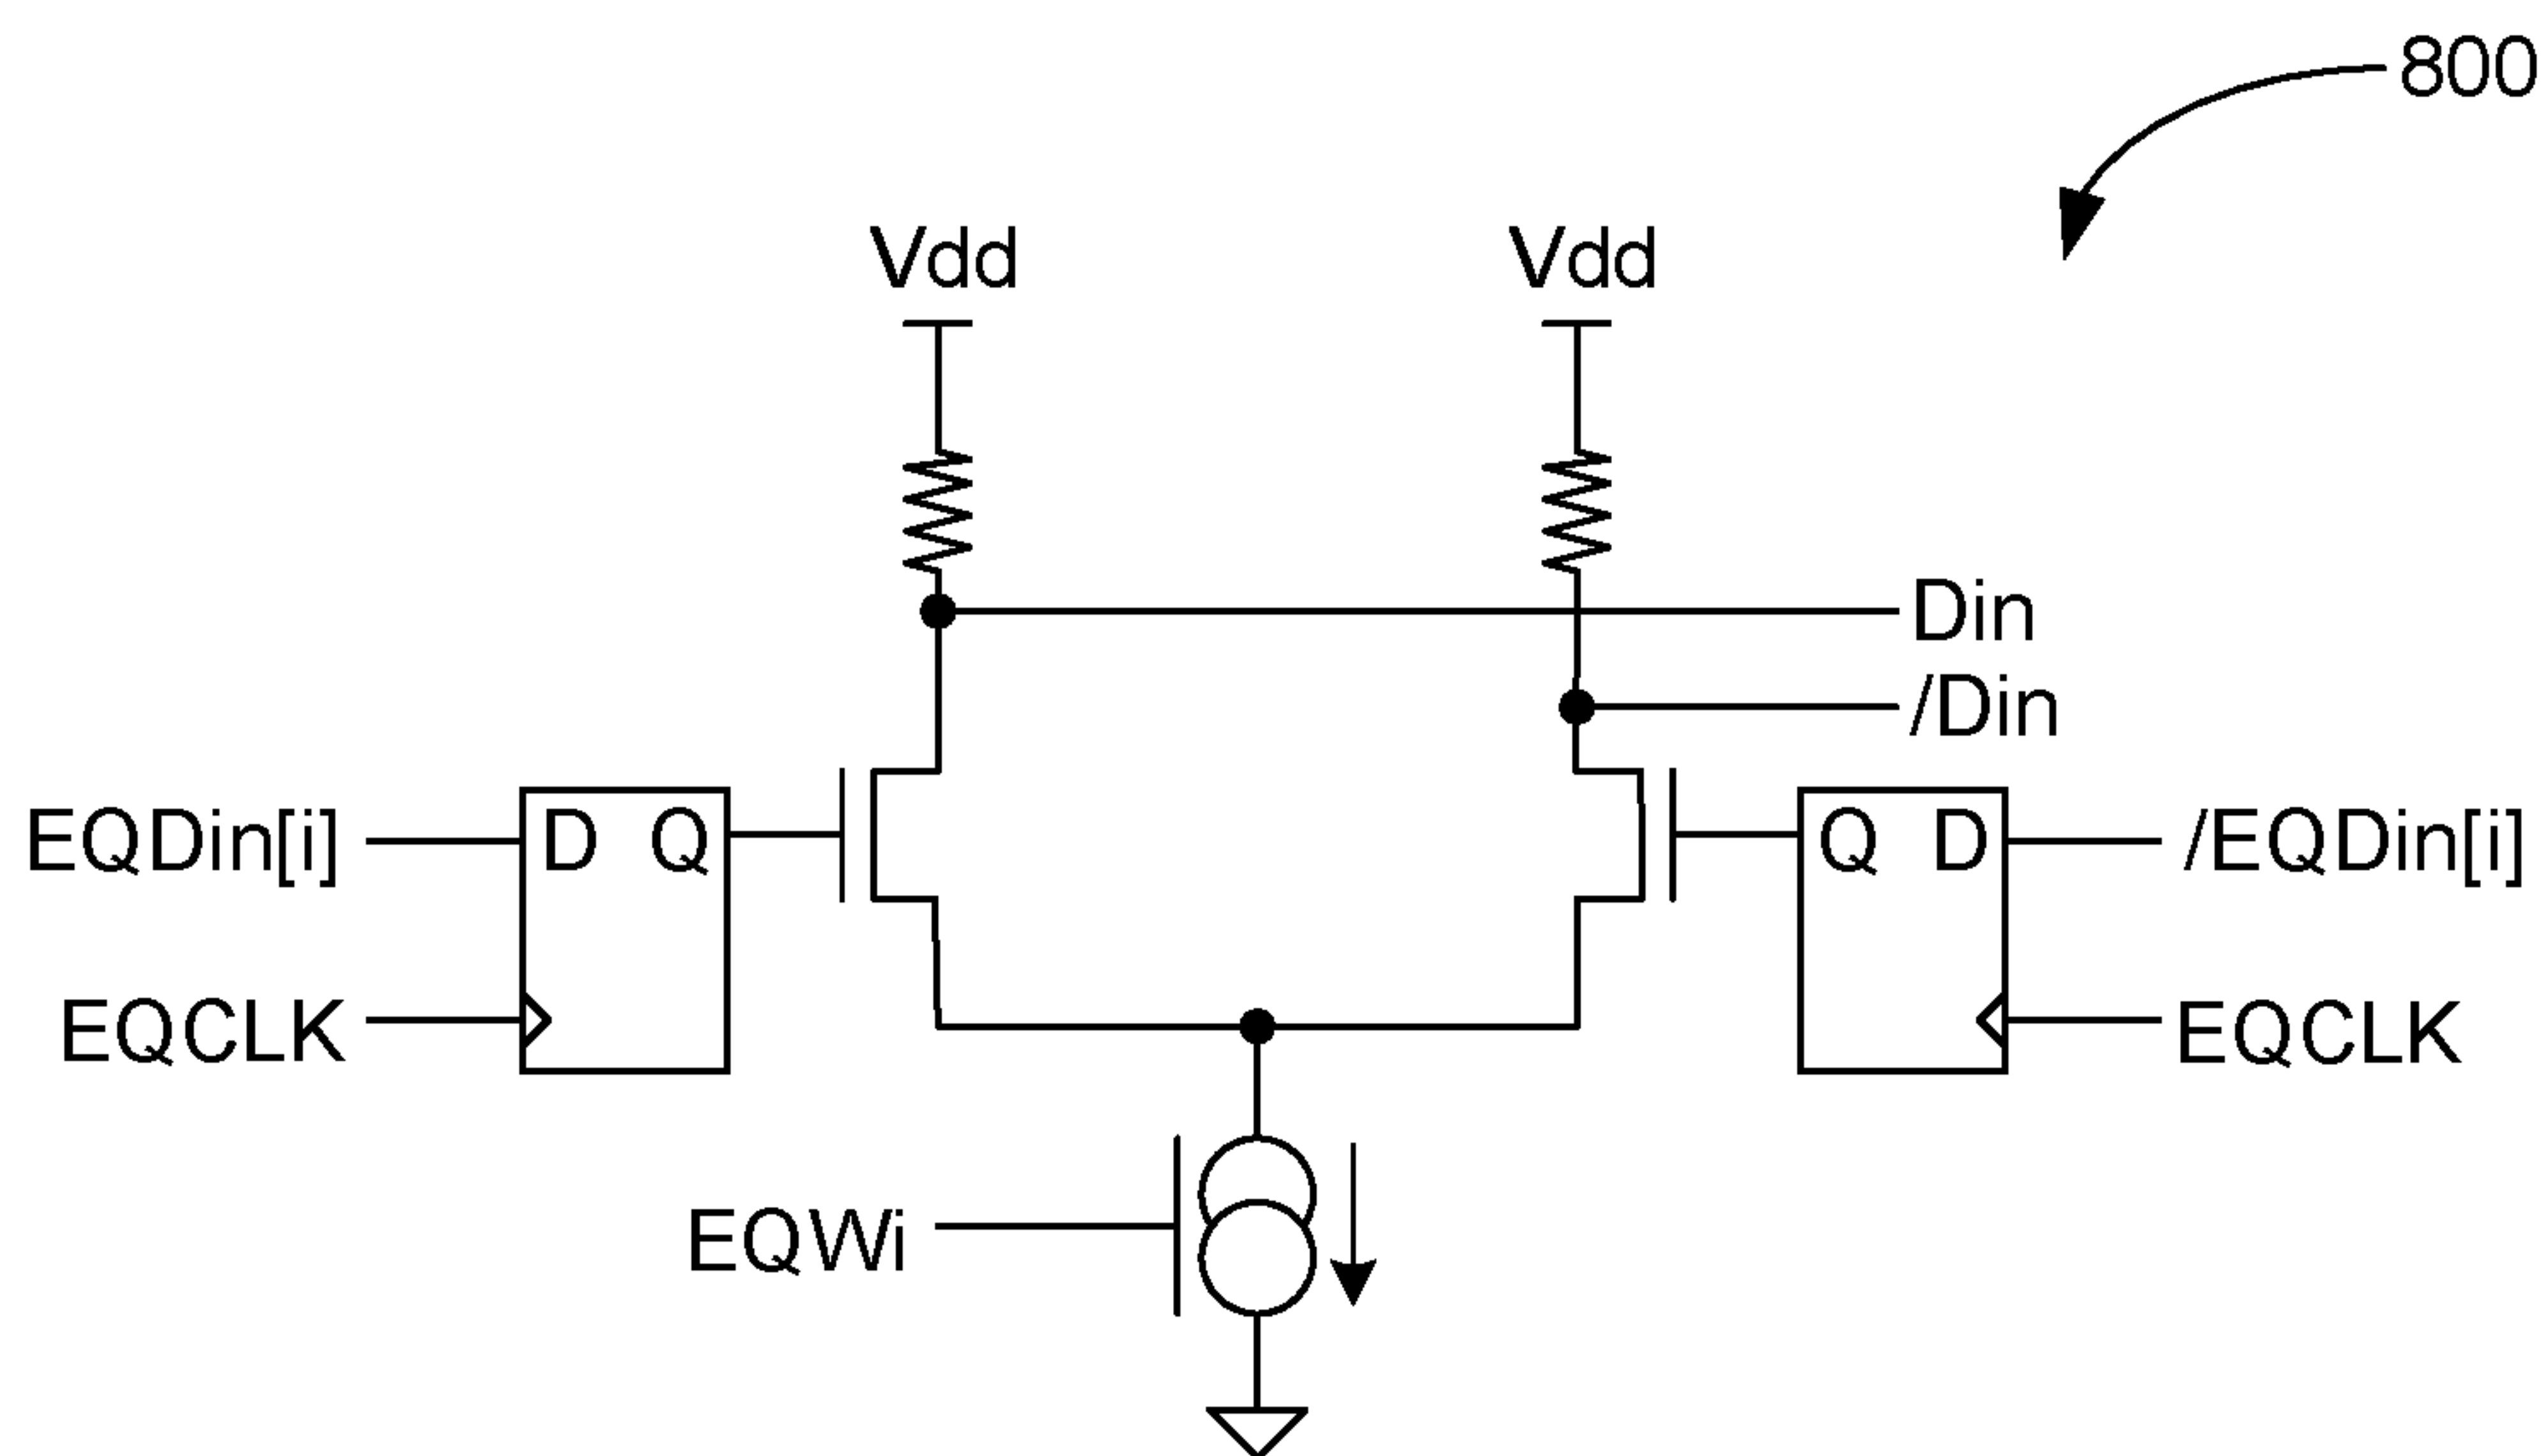 800
Vdd Vdd
Din
/Din
EQDin[i] D Q Q D /EQDin[i]
EQCLK EQCLK
EQWi